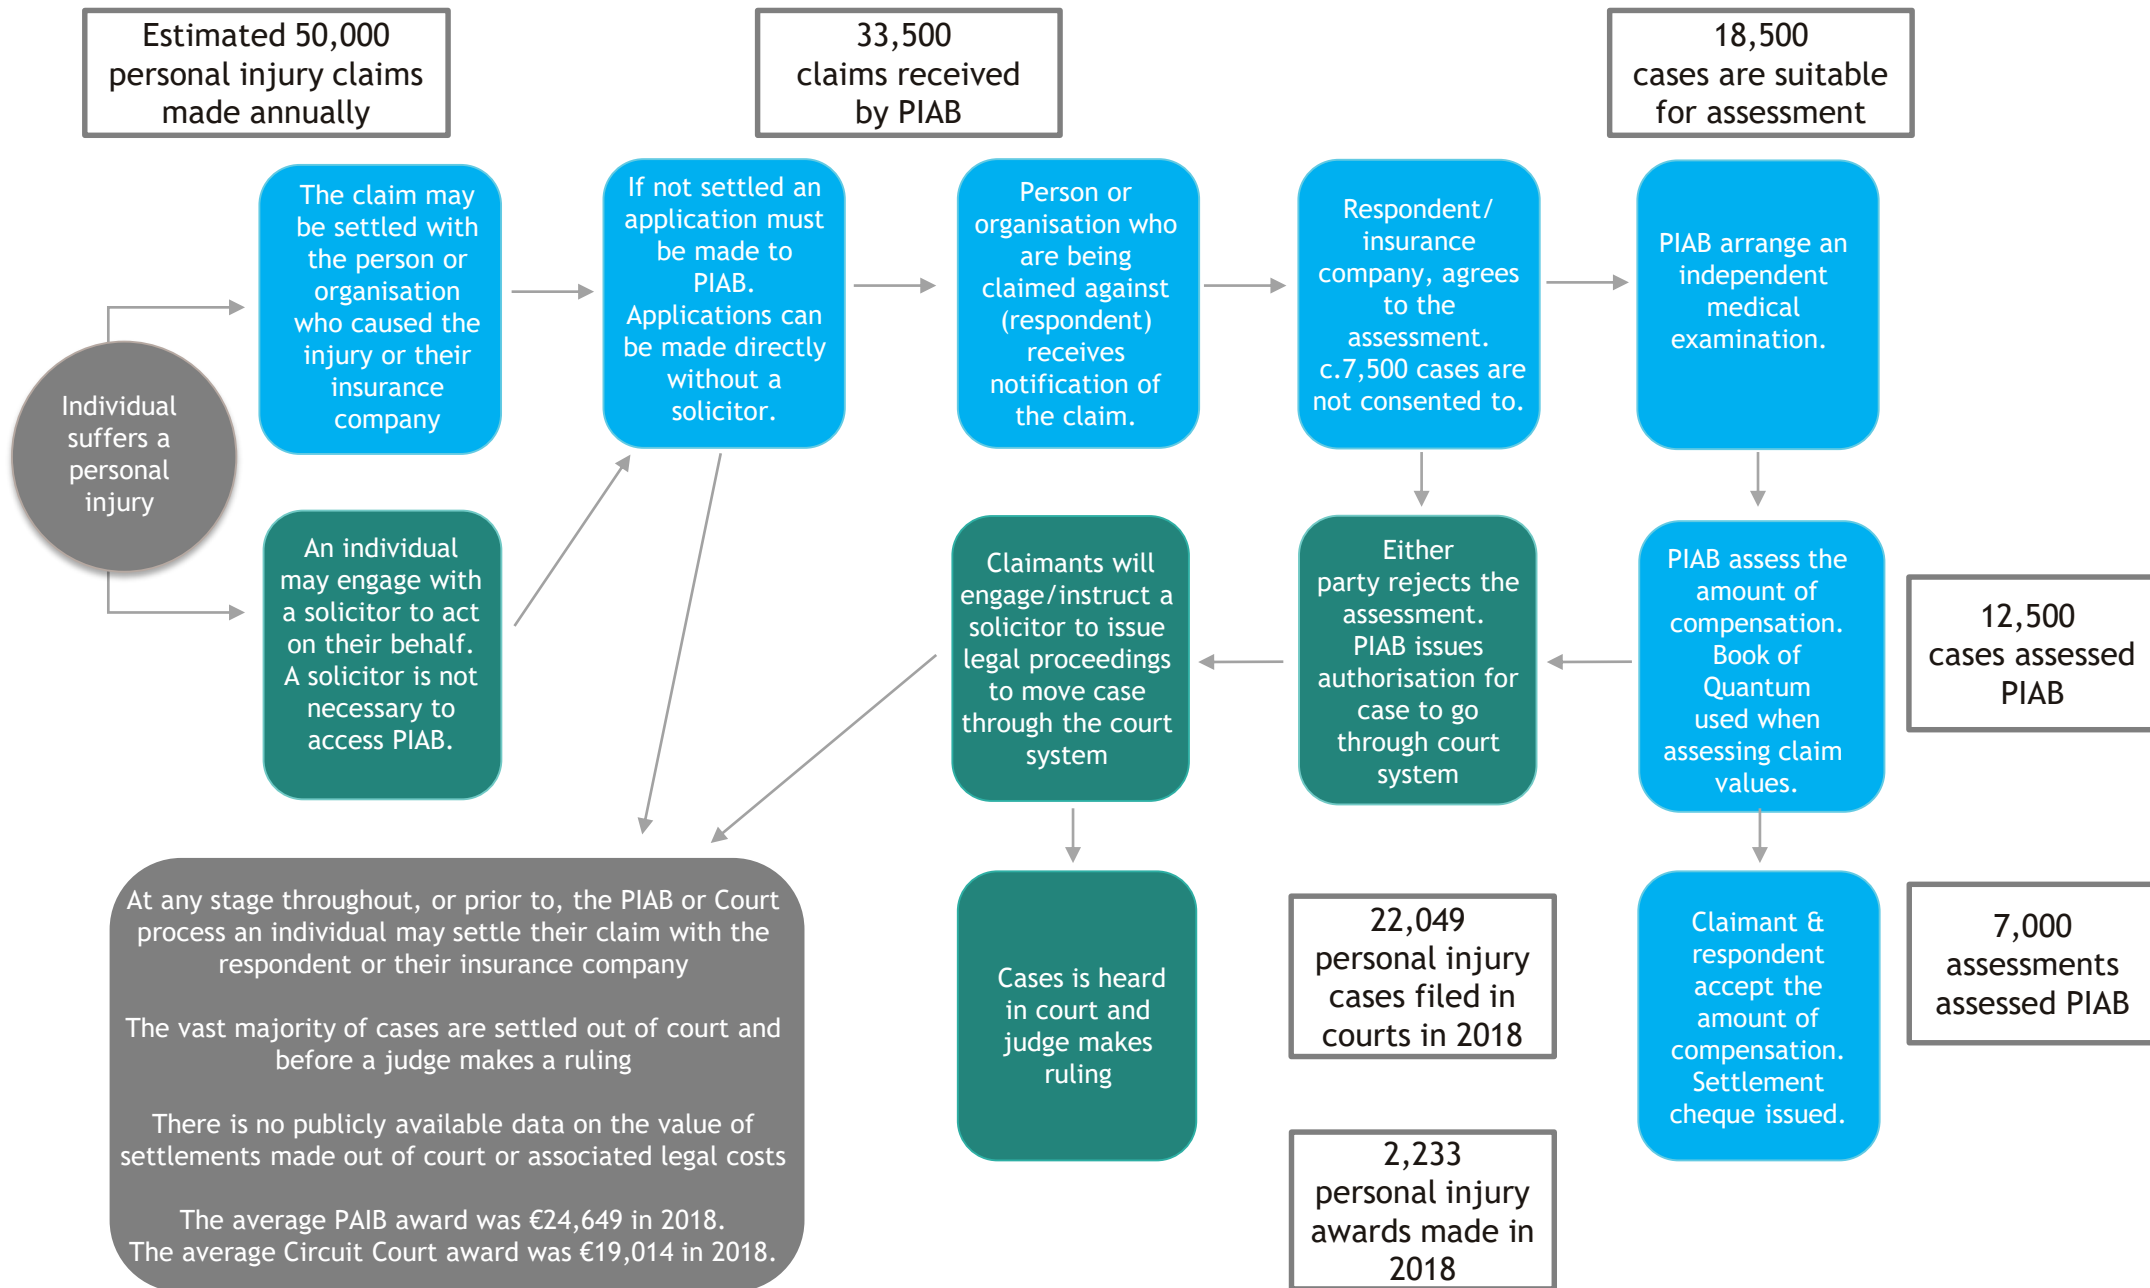 Estimated 50,000
personal injury claims
made annually
33,500
claims received
by PIAB
18,500
cases are suitable
for assessment
Individual
suffers a
personal
injury
The claim may
be settled with
the person or
organisation
who caused the
injury or their
insurance
company
If not settled an
application must
be made to
PIAB.
Applications can
be made directly
without a
solicitor.
Person or
organisation who
are being
claimed against
(respondent)
receives
notification of
the claim.
Respondent/
insurance
company, agrees
to the
assessment.
c.7,500 cases are
not consented to.
PIAB arrange an
independent
medical
examination.
An individual
may engage with
a solicitor to act
on their behalf.
A solicitor is not
necessary to
access PIAB.
Claimants will
engage/instruct a
solicitor to issue
legal proceedings
to move case
through the court
system
Either
party rejects the
assessment.
PIAB issues
authorisation for
case to go
through court
system
PIAB assess the
amount of
compensation.
Book of
Quantum
used when
assessing claim
values.
12,500
cases assessed
PIAB
At any stage throughout, or prior to, the PIAB or Court
process an individual may settle their claim with the
respondent or their insurance company
The vast majority of cases are settled out of court and
before a judge makes a ruling
There is no publicly available data on the value of
settlements made out of court or associated legal costs
The average PAIB award was €24,649 in 2018.
The average Circuit Court award was €19,014 in 2018.
Cases is heard
in court and
judge makes
ruling
22,049
personal injury
cases filed in
courts in 2018
2,233
personal injury
awards made in
2018
Claimant &
respondent
accept the
amount of
compensation.
Settlement
cheque issued.
7,000
assessments
assessed PIAB